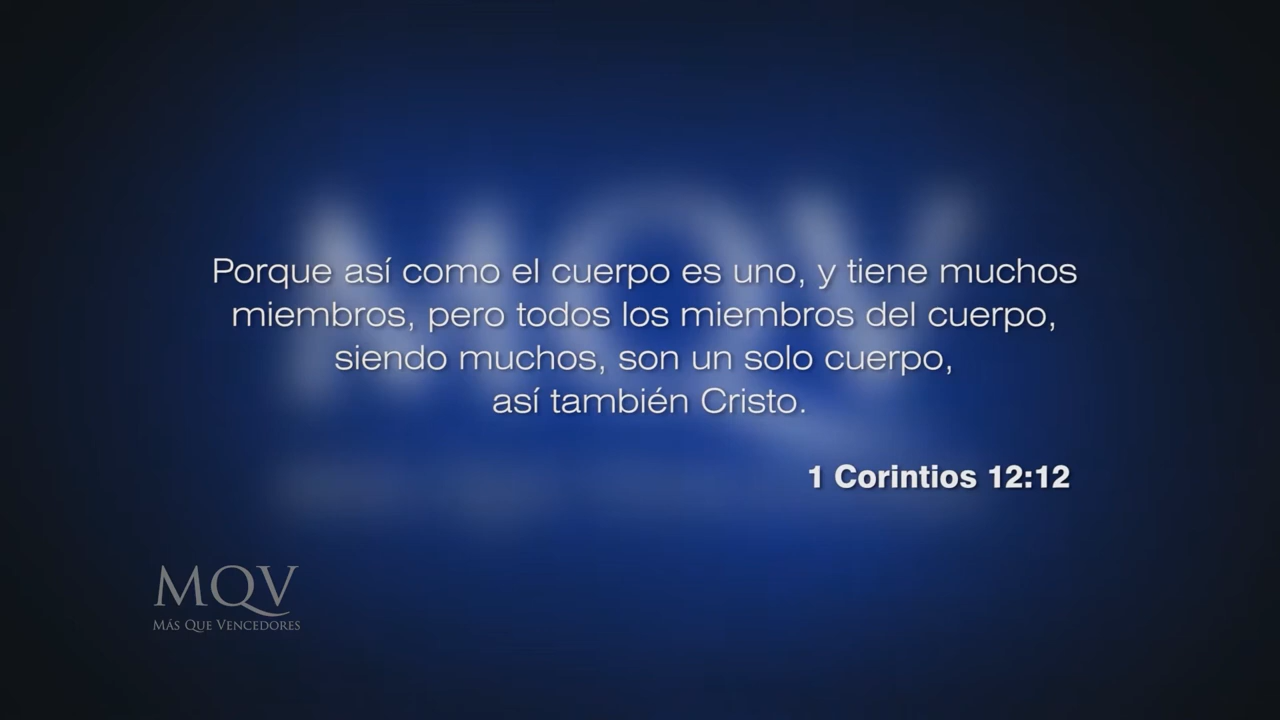 Porque así como el cuerpo es uno, y tiene muchos
miembros, pero todos los miembros del cuerpo,
siendo muchos, son un solo cuerpo,
así también Cristo.
1 Corintios 12:12
MQV
MÁS QUE VENCEDORES